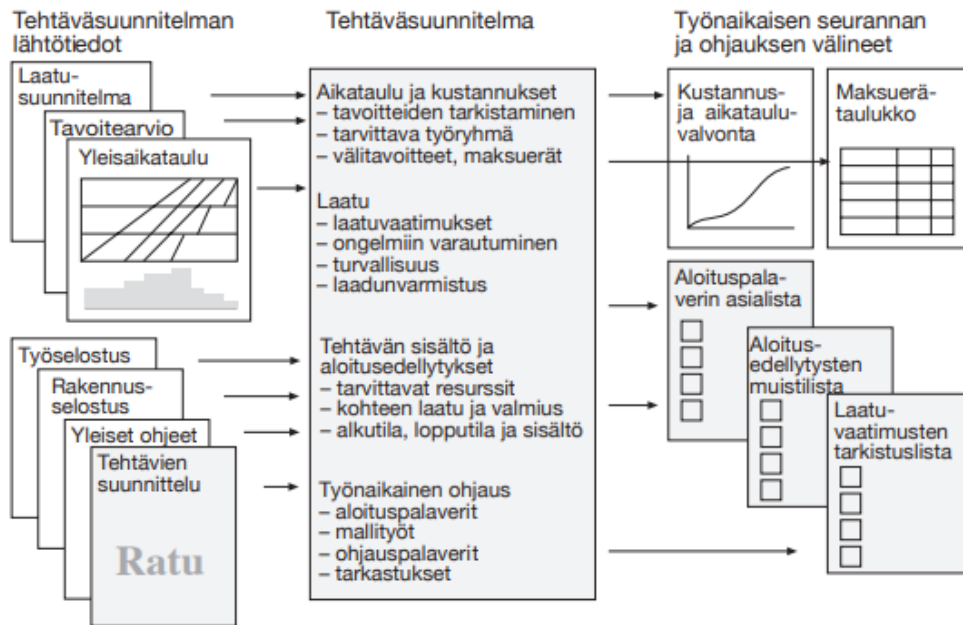 Tehtäväsuunnitelman
lähtötiedot
Laatu-
suunnitelma
Tavoitearvio
Yleisaikataulu
Työselostus
Rakennus-
selostus
Yleiset ohjeet
Tehtävien
suunnittelu
Ratu
Tehtäväsuunnitelma
Aikataulu ja kustannukset
– tavoitteiden tarkistaminen
– tarvittava työryhmä
– välitavoitteet, maksuerät
Laatu
– laatuvaatimukset
– ongelmiin varautuminen
– turvallisuus
– laadunvarmistus
Tehtävän sisältö ja
aloitusedellytykset
– tarvittavat resurssit
– kohteen laatu ja valmius
– alkutila, lopputila ja sisältö
Työnaikainen ohjaus
– aloituspalaverit
– mallityöt
– ohjauspalaverit
– tarkastukset
Työnaikaisen seurannan
ja ohjauksen välineet
Kustannus-
ja aikataulu-
valvonta
Maksuerä-
taulukko
Aloituspala-
verin asialista
Aloitus-
edellytysten
muistilista
Laatu-
vaatimusten
tarkistuslista